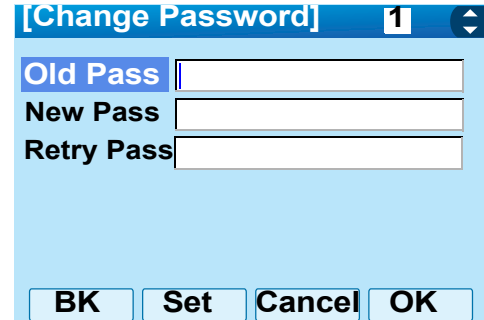 [Change Password] 1
Old Pass
New Pass
Retry Pass
BK Set Cancel OK